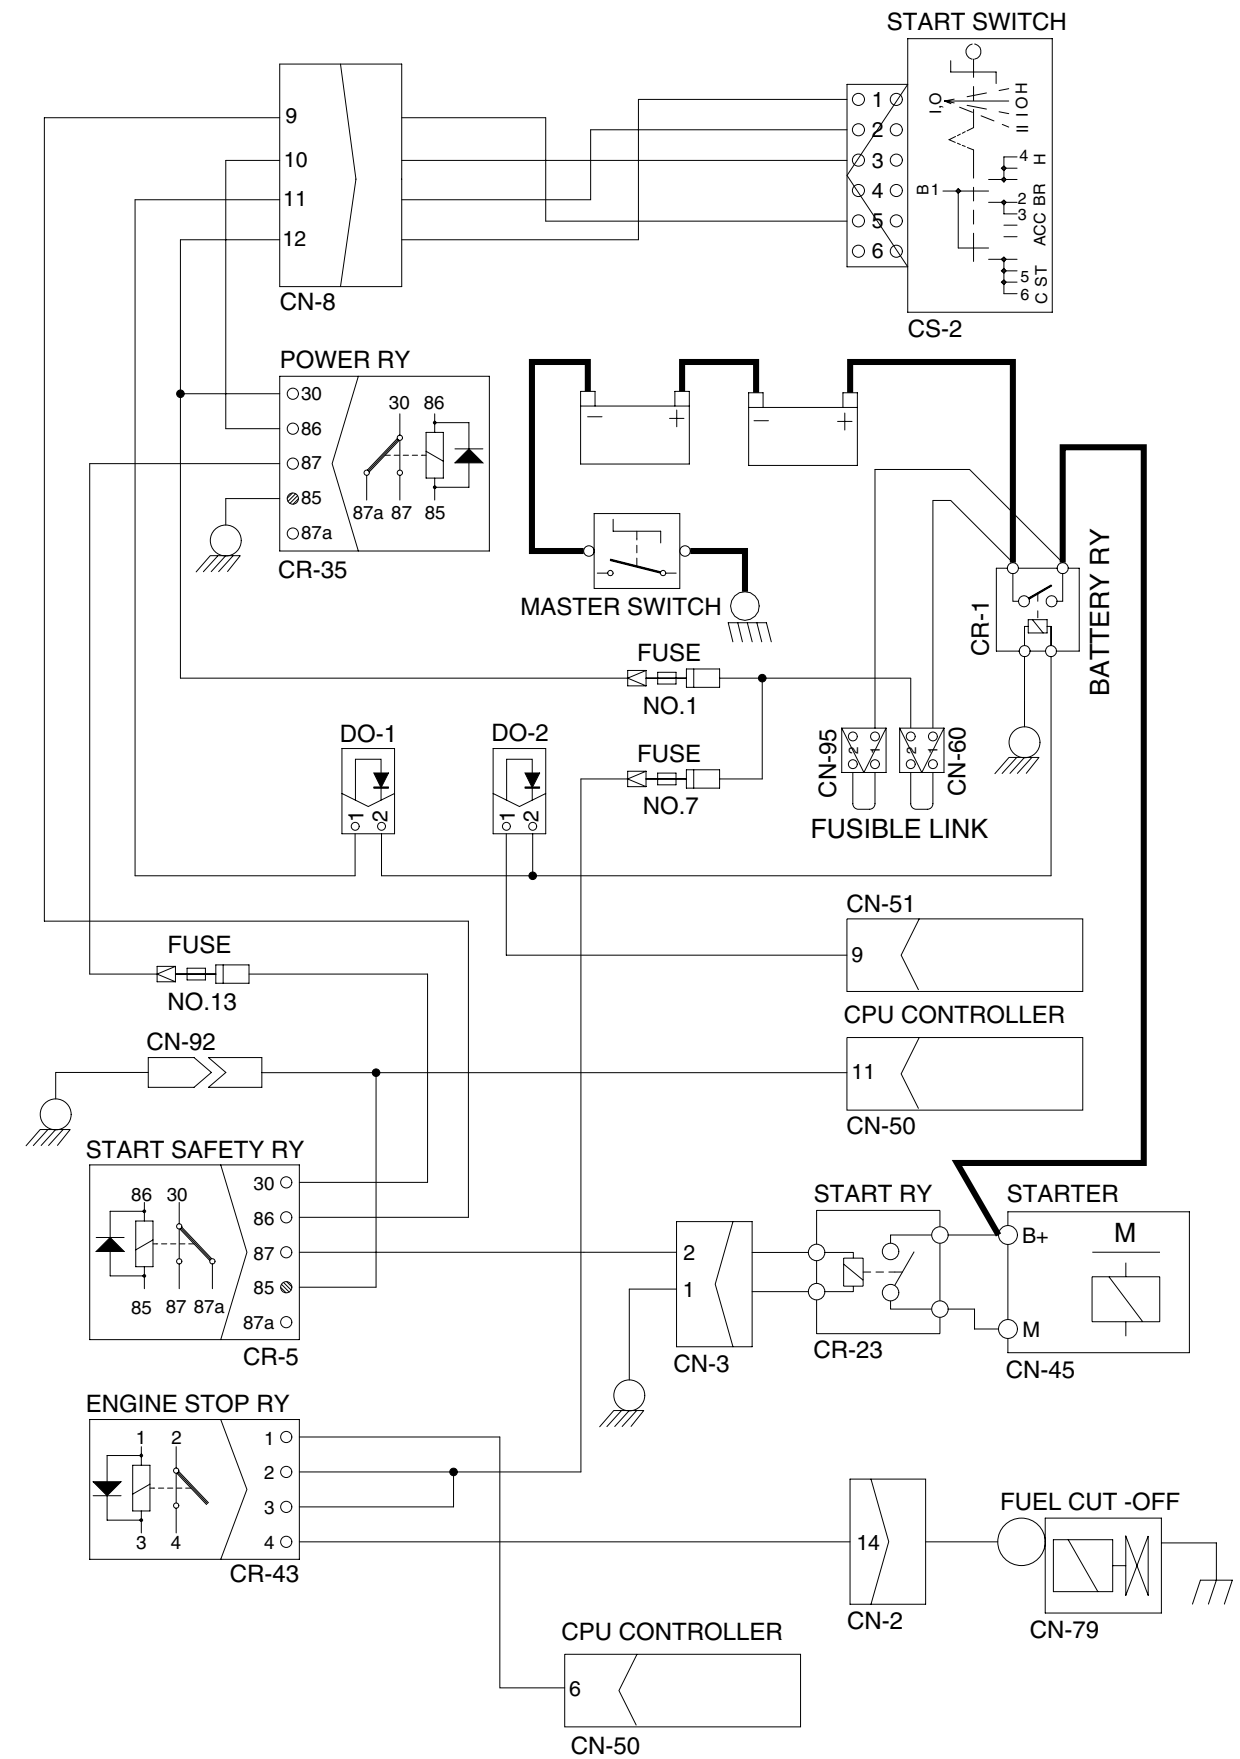 START SWITCH
I,O
H
O
I
II
1
2
3
4
5
6
B 1
4 H
2 BR
3 ACC
5 ST
6 C
CS-2
9
10
11
12
CN-8
POWER RY
30
86
87
85
87a
30 86
87a 87 85
CR-35
- +
- +
MASTER SWITCH
CR-1
BATTERY RY
FUSE
NO.1
FUSE
NO.7
CN-95
2 1
2 1
CN-60
FUSIBLE LINK
DO-1
1 2
DO-2
1 2
CN-51
9
CPU CONTROLLER
11
CN-50
FUSE
NO.13
CN-92
START SAFETY RY
86 30
85 87 87a
30
86
87
85
87a
CR-5
2
1
CN-3
START RY
CR-23
STARTER
B+
M
M
CN-45
ENGINE STOP RY
1 2
3 4
1
2
3
4
CR-43
14
CN-2
FUEL CUT -OFF
CN-79
CPU CONTROLLER
6
CN-50